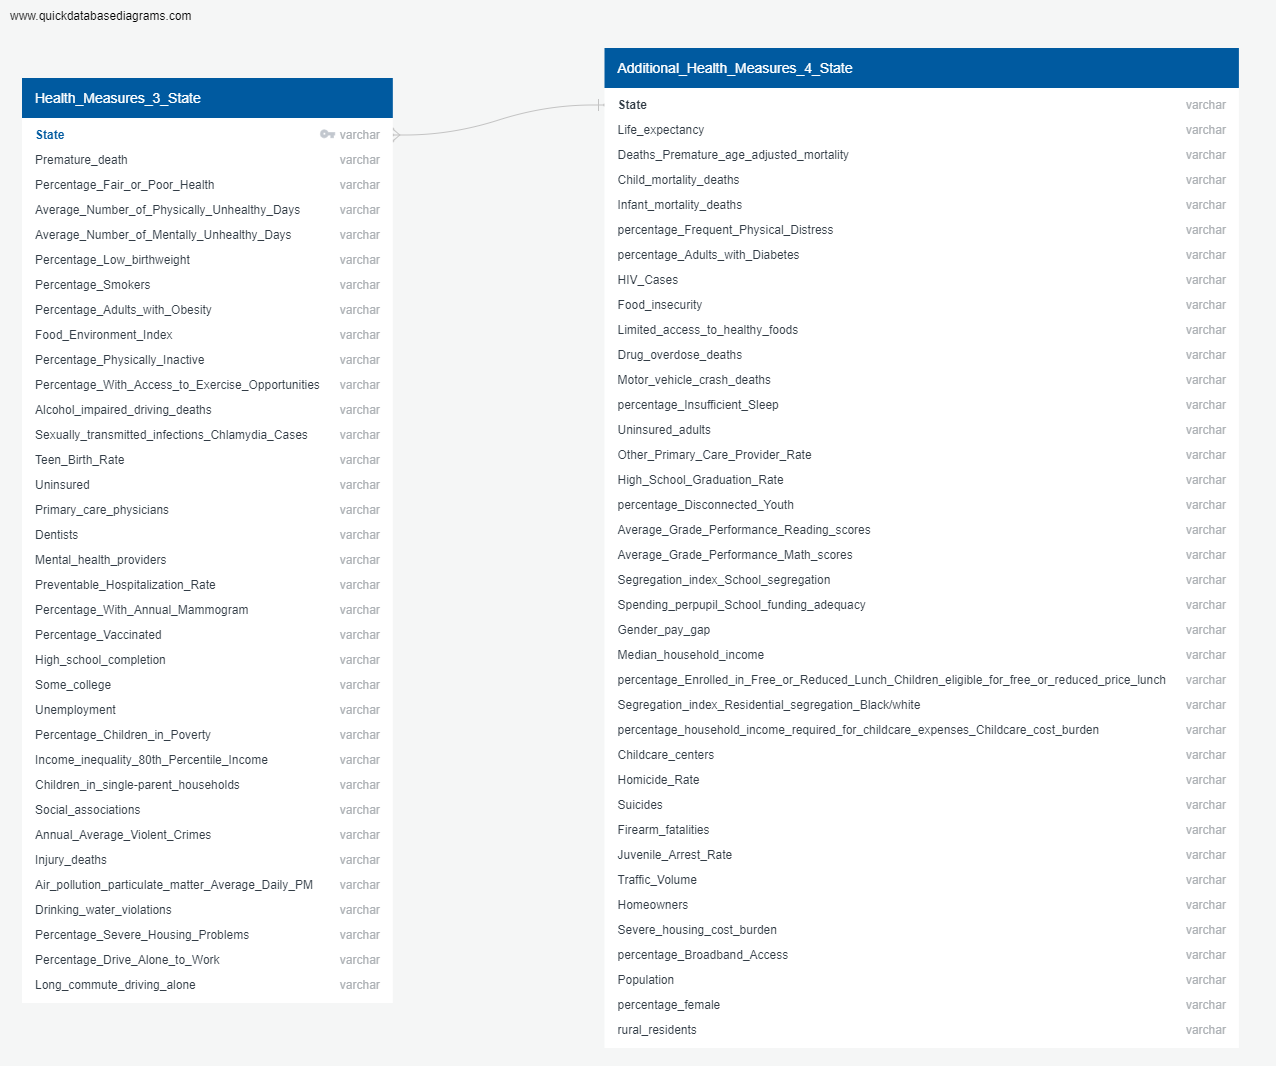 www.quickdatabasediagrams.com
Health_Measures_3_State
State varchar
Premature_death varchar
Percentage_Fair_or_Poor_Health varchar
Average_Number_of_Physically_Unhealthy_Days varchar
Average_Number_of_Mentally_Unhealthy_Days varchar
Percentage_Low_birthweight varchar
Percentage_Smokers varchar
Percentage_Adults_with_Obesity varchar
Food_Environment_Index varchar
Percentage_Physically_Inactive varchar
Percentage_With_Access_to_Exercise_Opportunities varchar
Alcohol_impaired_driving_deaths varchar
Sexually_transmitted_infections_Chlamydia_Cases varchar
Teen_Birth_Rate varchar
Uninsured varchar
Primary_care_physicians varchar
Dentists varchar
Mental_health_providers varchar
Preventable_Hospitalization_Rate varchar
Percentage_With_Annual_Mammogram varchar
Percentage_Vaccinated varchar
High_school_completion varchar
Some_college varchar
Unemployment varchar
Percentage_Children_in_Poverty varchar
Income_inequality_80th_Percentile_Income varchar
Children_in_single-parent_households varchar
Social_associations varchar
Annual_Average_Violent_Crimes varchar
Injury_deaths varchar
Air_pollution_particulate_matter_Average_Daily_PM varchar
Drinking_water_violations varchar
Percentage_Severe_Housing_Problems varchar
Percentage_Drive_Alone_to_Work varchar
Long_commute_driving_alone varchar
Additional_Health_Measures_4_State
State varchar
Life_expectancy varchar
Deaths_Premature_age_adjusted_mortality varchar
Child_mortality_deaths varchar
Infant_mortality_deaths varchar
percentage_Frequent_Physical_Distress varchar
percentage_Adults_with_Diabetes varchar
HIV_Cases varchar
Food_insecurity varchar
Limited_access_to_healthy_foods varchar
Drug_overdose_deaths varchar
Motor_vehicle_crash_deaths varchar
percentage_Insufficient_Sleep varchar
Uninsured_adults varchar
Other_Primary_Care_Provider_Rate varchar
High_School_Graduation_Rate varchar
percentage_Disconnected_Youth varchar
Average_Grade_Performance_Reading_scores varchar
Average_Grade_Performance_Math_scores varchar
Segregation_index_School_segregation varchar
Spending_perpupil_School_funding_adequacy varchar
Gender_pay_gap varchar
Median_household_income varchar
percentage_Enrolled_in_Free_or_Reduced_Lunch_Children_eligible_for_free_or_reduced_price_lunch varchar
Segregation_index_Residential_segregation_Black/white varchar
percentage_household_income_required_for_childcare_expenses_Childcare_cost_burden varchar
Childcare_centers varchar
Homicide_Rate varchar
Suicides varchar
Firearm_fatalities varchar
Juvenile_Arrest_Rate varchar
Traffic_Volume varchar
Homeowners varchar
Severe_housing_cost_burden varchar
percentage_Broadband_Access varchar
Population varchar
percentage_female varchar
rural_residents varchar